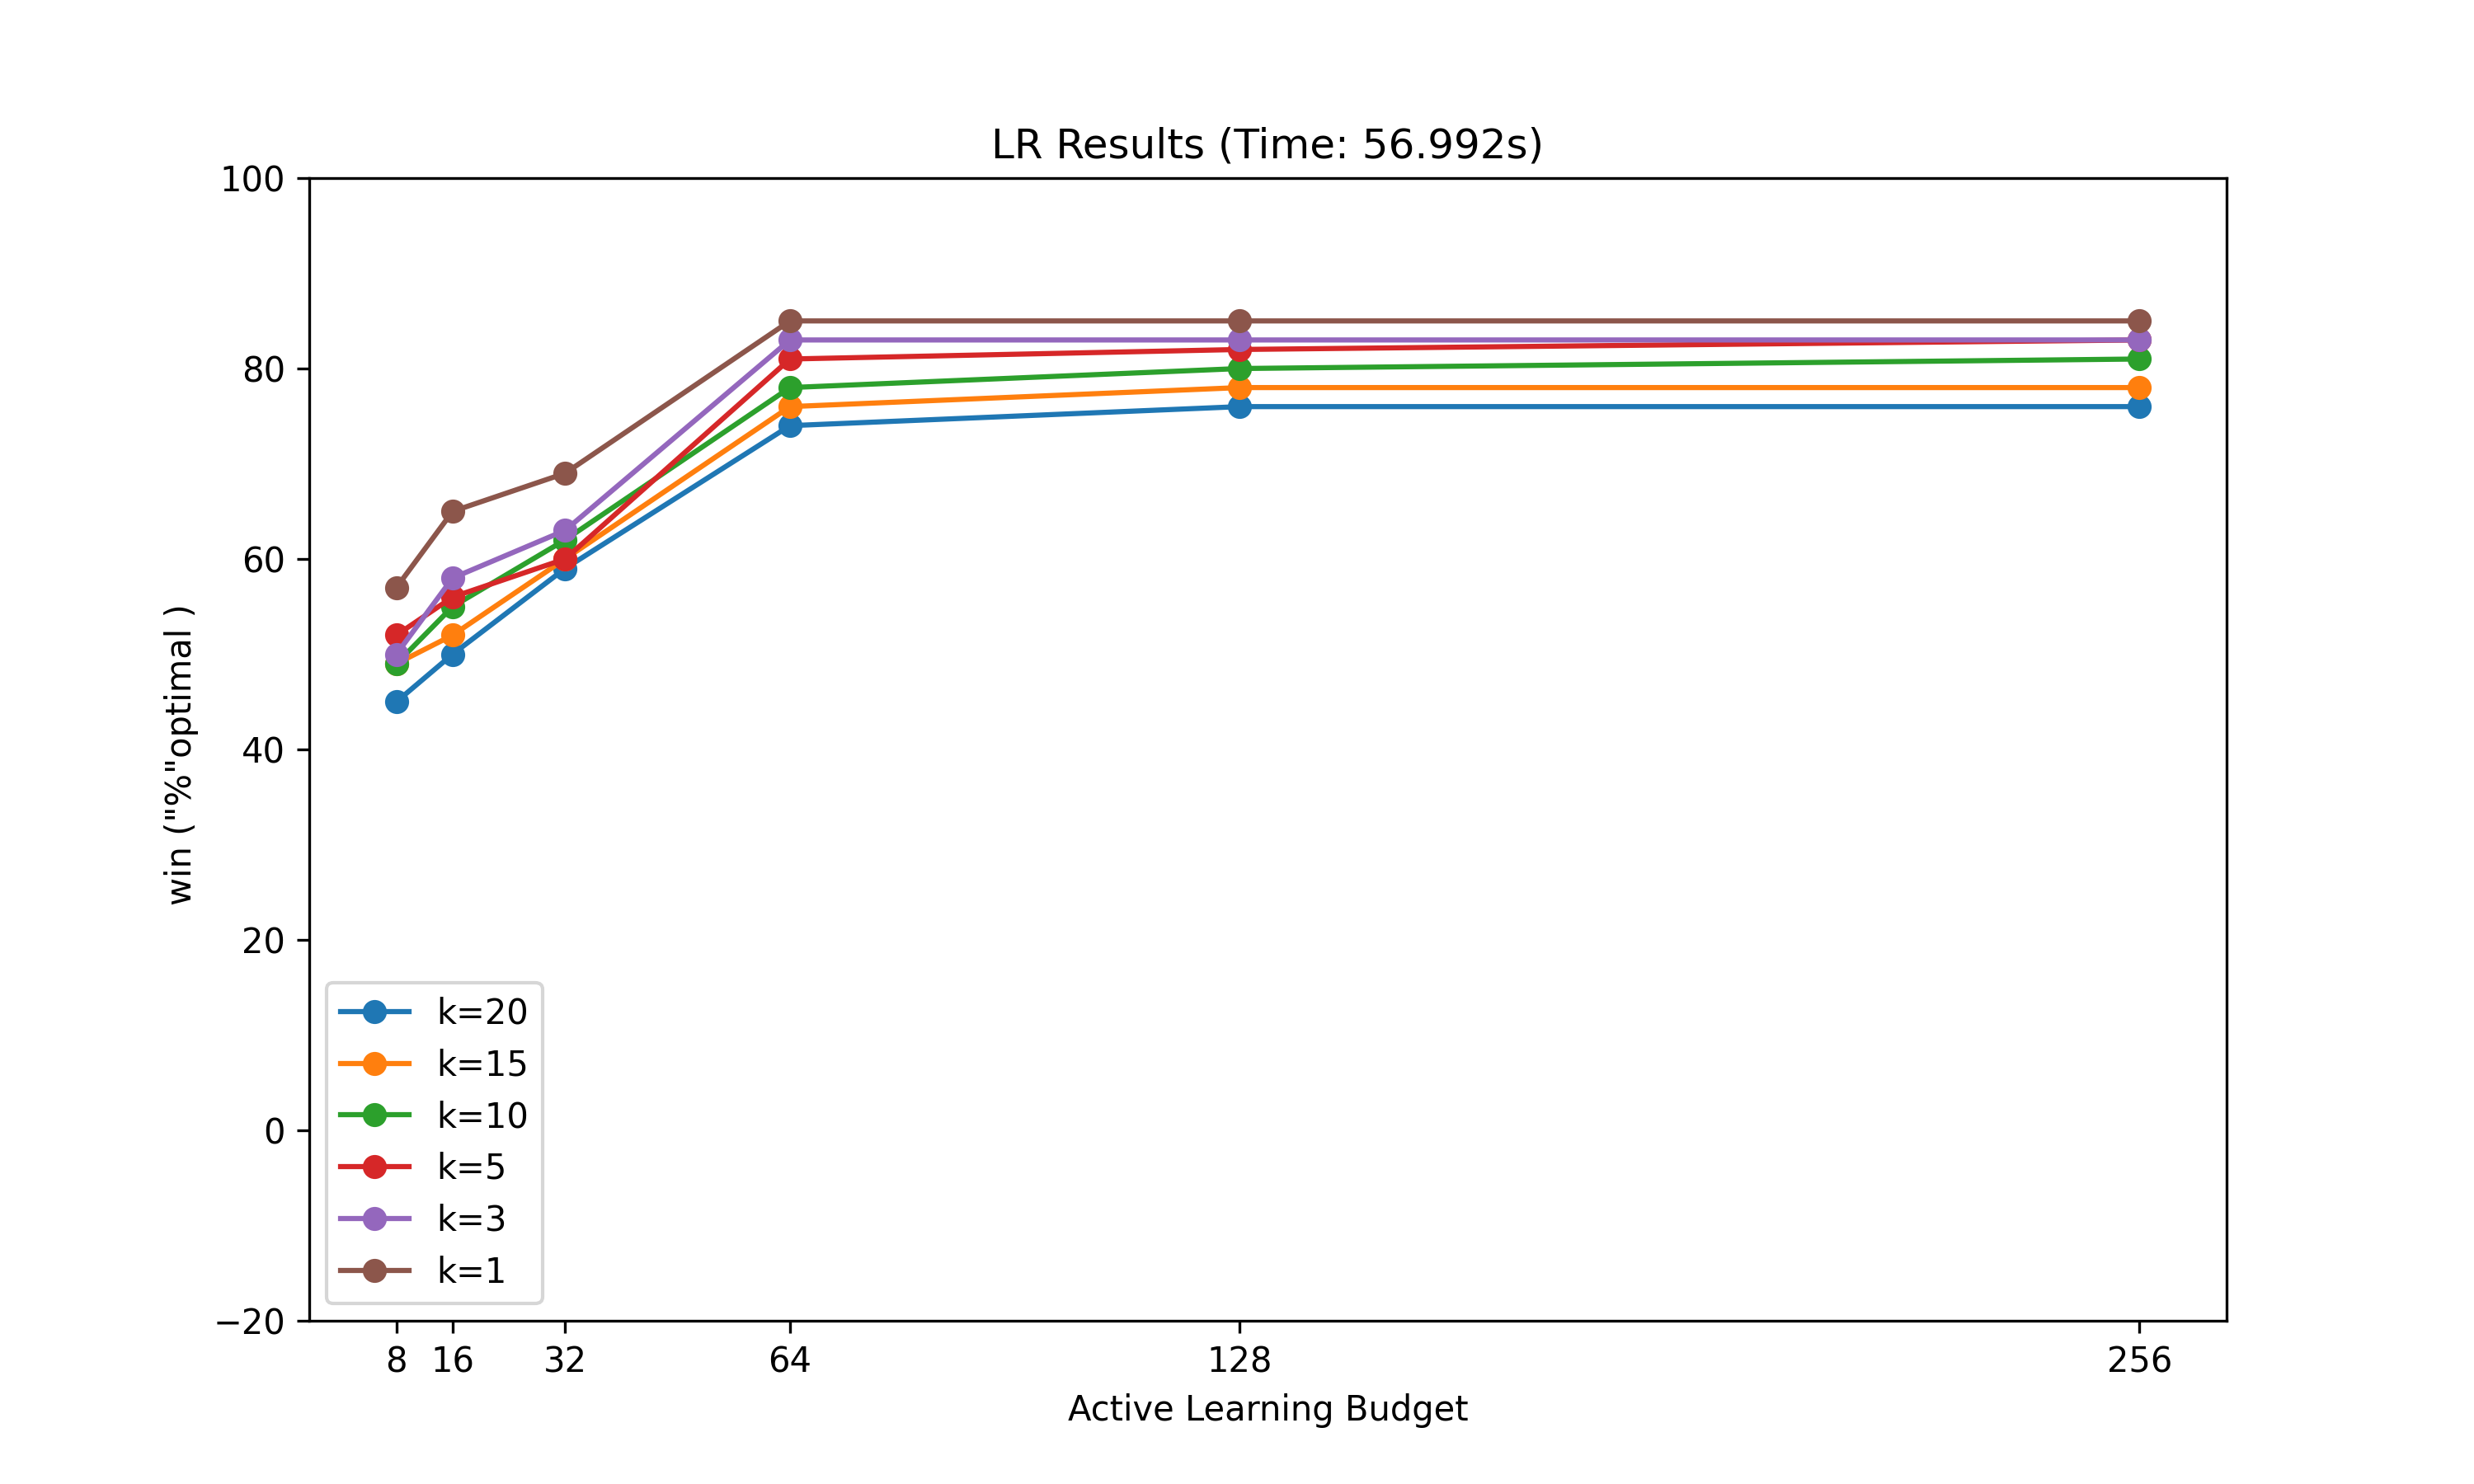 LR Results (Time: 56.992s)
100
80
60
40
20
0
−20
win ("%"optimal )
k=20
k=15
k=10
k=5
k=3
k=1
8 16 32 64 128 256
Active Learning Budget